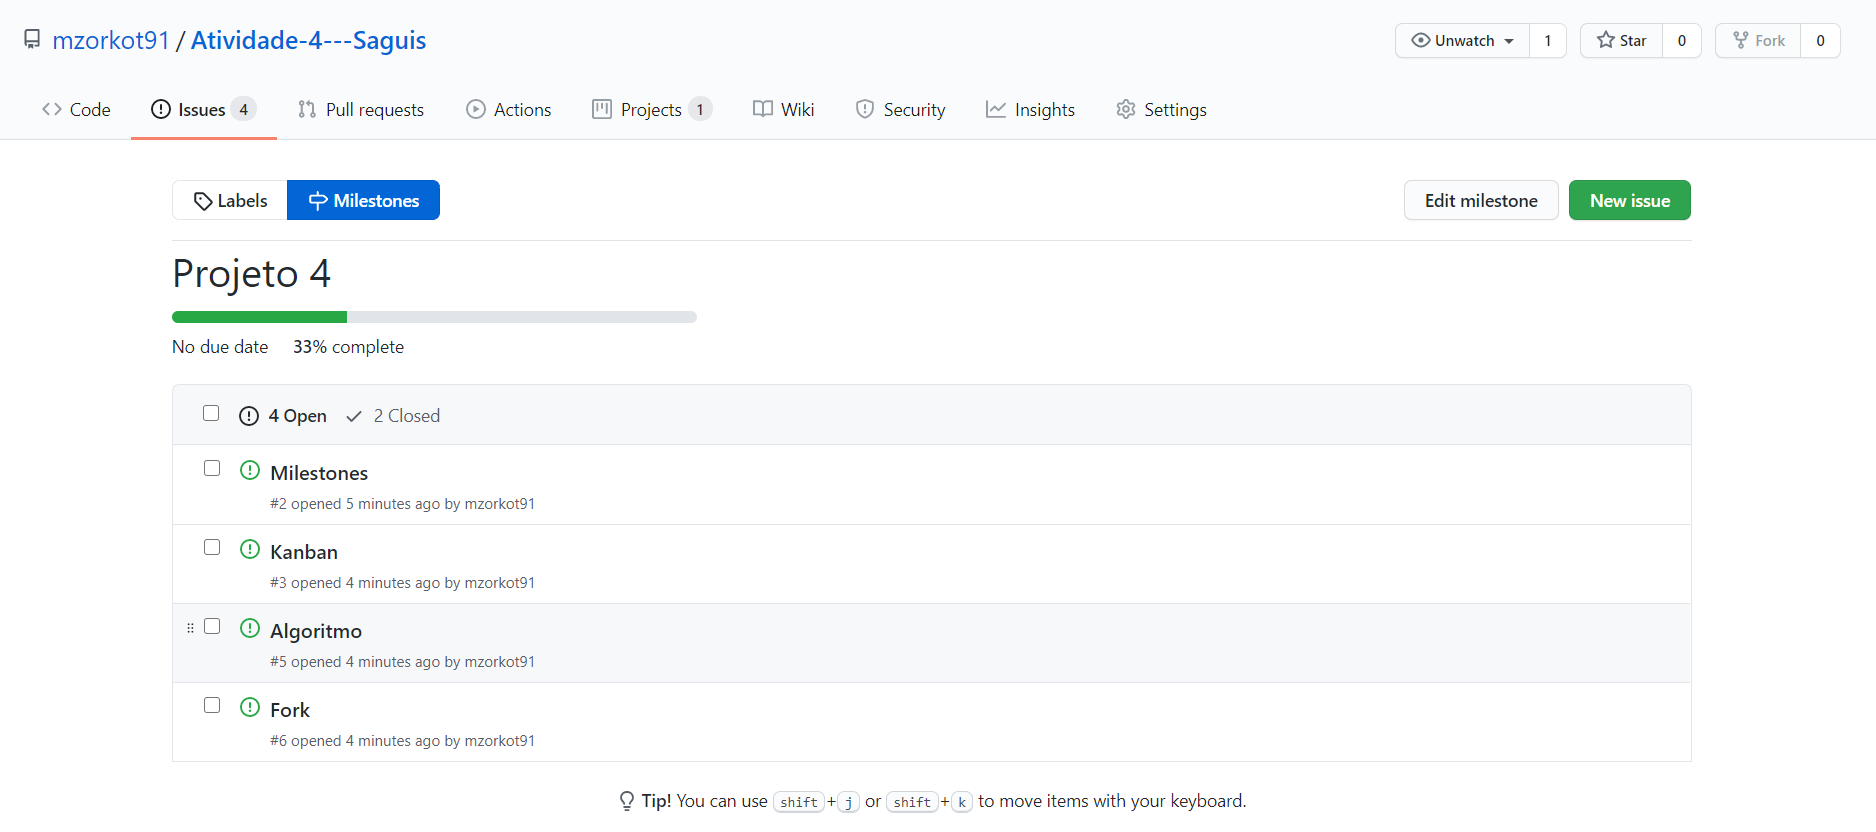 mzorkot91 / Atividade-4---Saguis
Unwatch 1 Star 0 Fork 0
Code Issues 4 Pull requests Actions Projects 1 Wiki Security Insights Settings
Labels Milestones Edit milestone New issue
Projeto 4
No due date 33% complete
4 Open 2 Closed
Milestones
#2 opened 5 minutes ago by mzorkot91
Kanban
#3 opened 4 minutes ago by mzorkot91
Algoritmo
#5 opened 4 minutes ago by mzorkot91
Fork
#6 opened 4 minutes ago by mzorkot91
Tip! You can use shift+j or shift+k to move items with your keyboard.